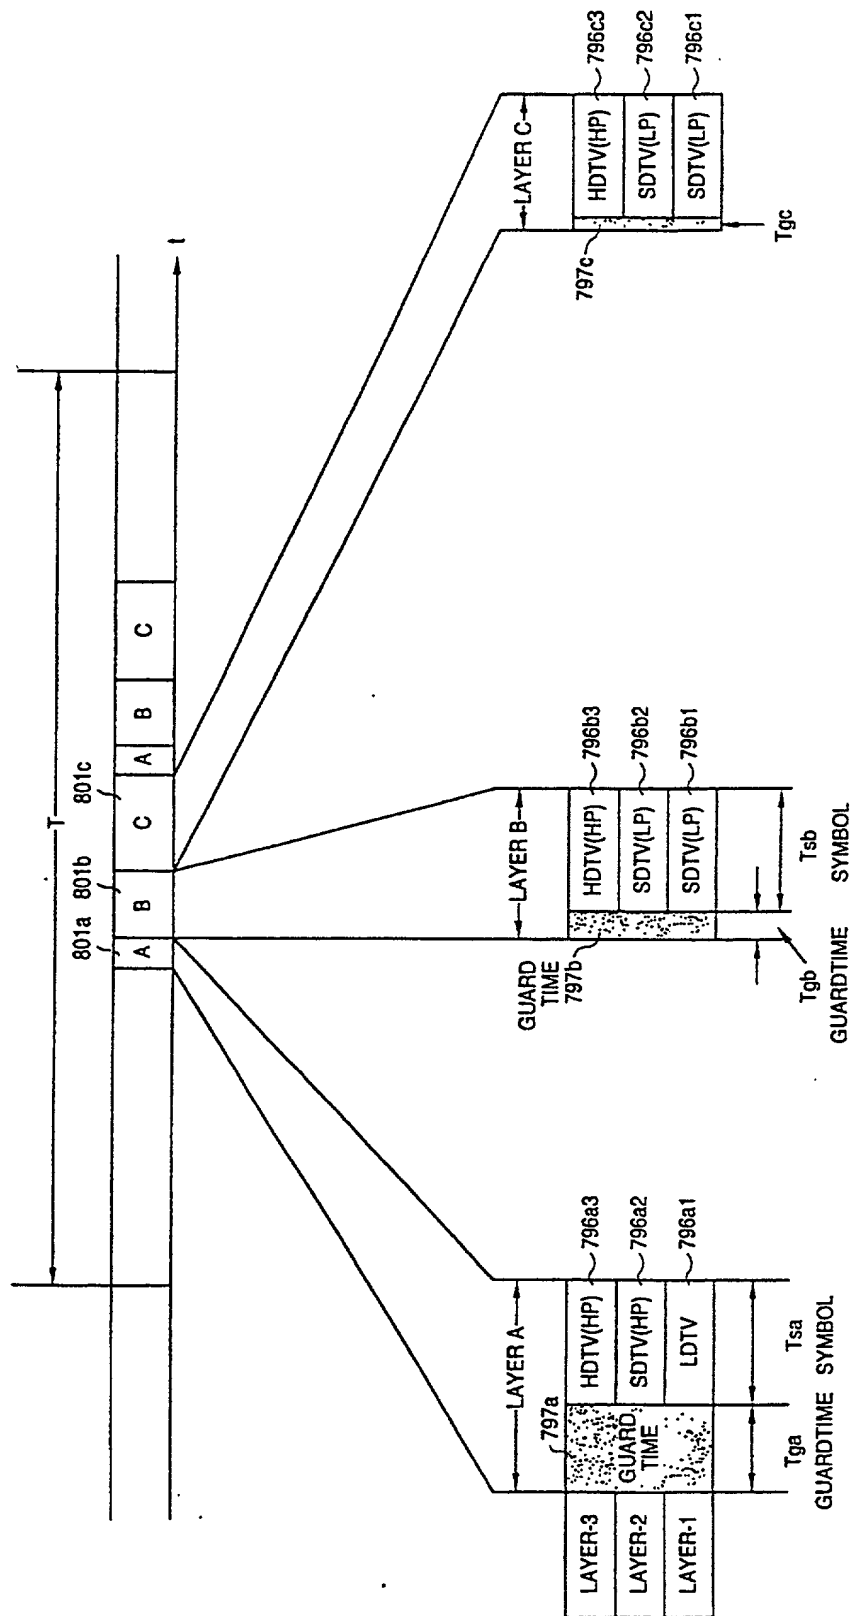 T
801a
801b
801c
A
B
C
A
B
C
t
LAYER A
LAYER B
LAYER C
797a
GUARD
TIME
HDTV(HP)
796a3
SDTV(HP)
796a2
LDTV
796a1
LAYER-3
LAYER-2
LAYER-1
Tga
GUARDTIME
Tsa
SYMBOL
GUARD
TIME
797b
HDTV(HP)
796b3
SDTV(LP)
796b2
SDTV(LP)
796b1
Tgb
GUARDTIME
Tsb
SYMBOL
797c
HDTV(HP)
796c3
SDTV(LP)
796c2
SDTV(LP)
796c1
Tgc